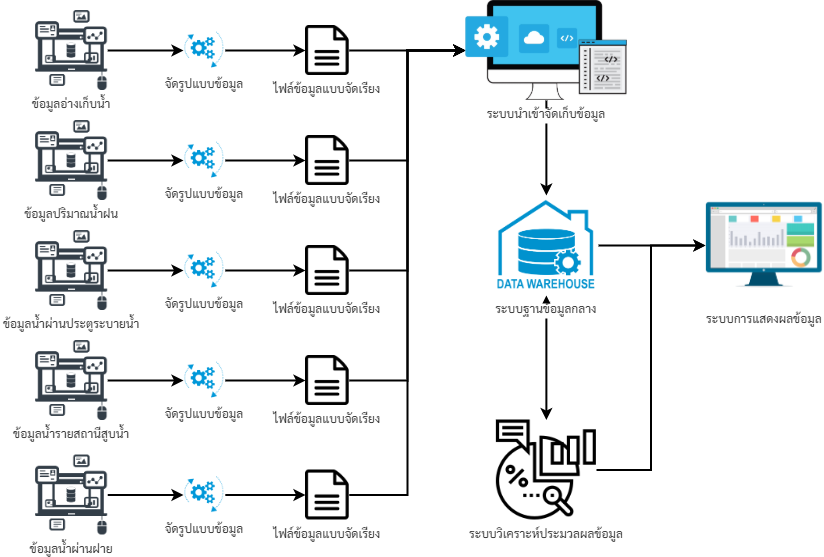 ข้อมูลอ่างเก็บน้ำ
จัดรูปแบบข้อมูล
ไฟล์ข้อมูลแบบจัดเรียง
ระบบนำเข้าจัดเก็บข้อมูล
ข้อมูลปริมาณน้ำฝน
จัดรูปแบบข้อมูล
ไฟล์ข้อมูลแบบจัดเรียง
DATA WAREHOUSE
ระบบฐานข้อมูลกลาง
ข้อมูลน้ำผ่านประตูระบายน้ำ
จัดรูปแบบข้อมูล
ไฟล์ข้อมูลแบบจัดเรียง
ระบบการแสดงผลข้อมูล
ข้อมูลน้ำรายสถานีสูบน้ำ
จัดรูปแบบข้อมูล
ไฟล์ข้อมูลแบบจัดเรียง
ข้อมูลน้ำผ่านฝาย
จัดรูปแบบข้อมูล
ไฟล์ข้อมูลแบบจัดเรียง
ระบบวิเคราะห์ประมวลผลข้อมูล